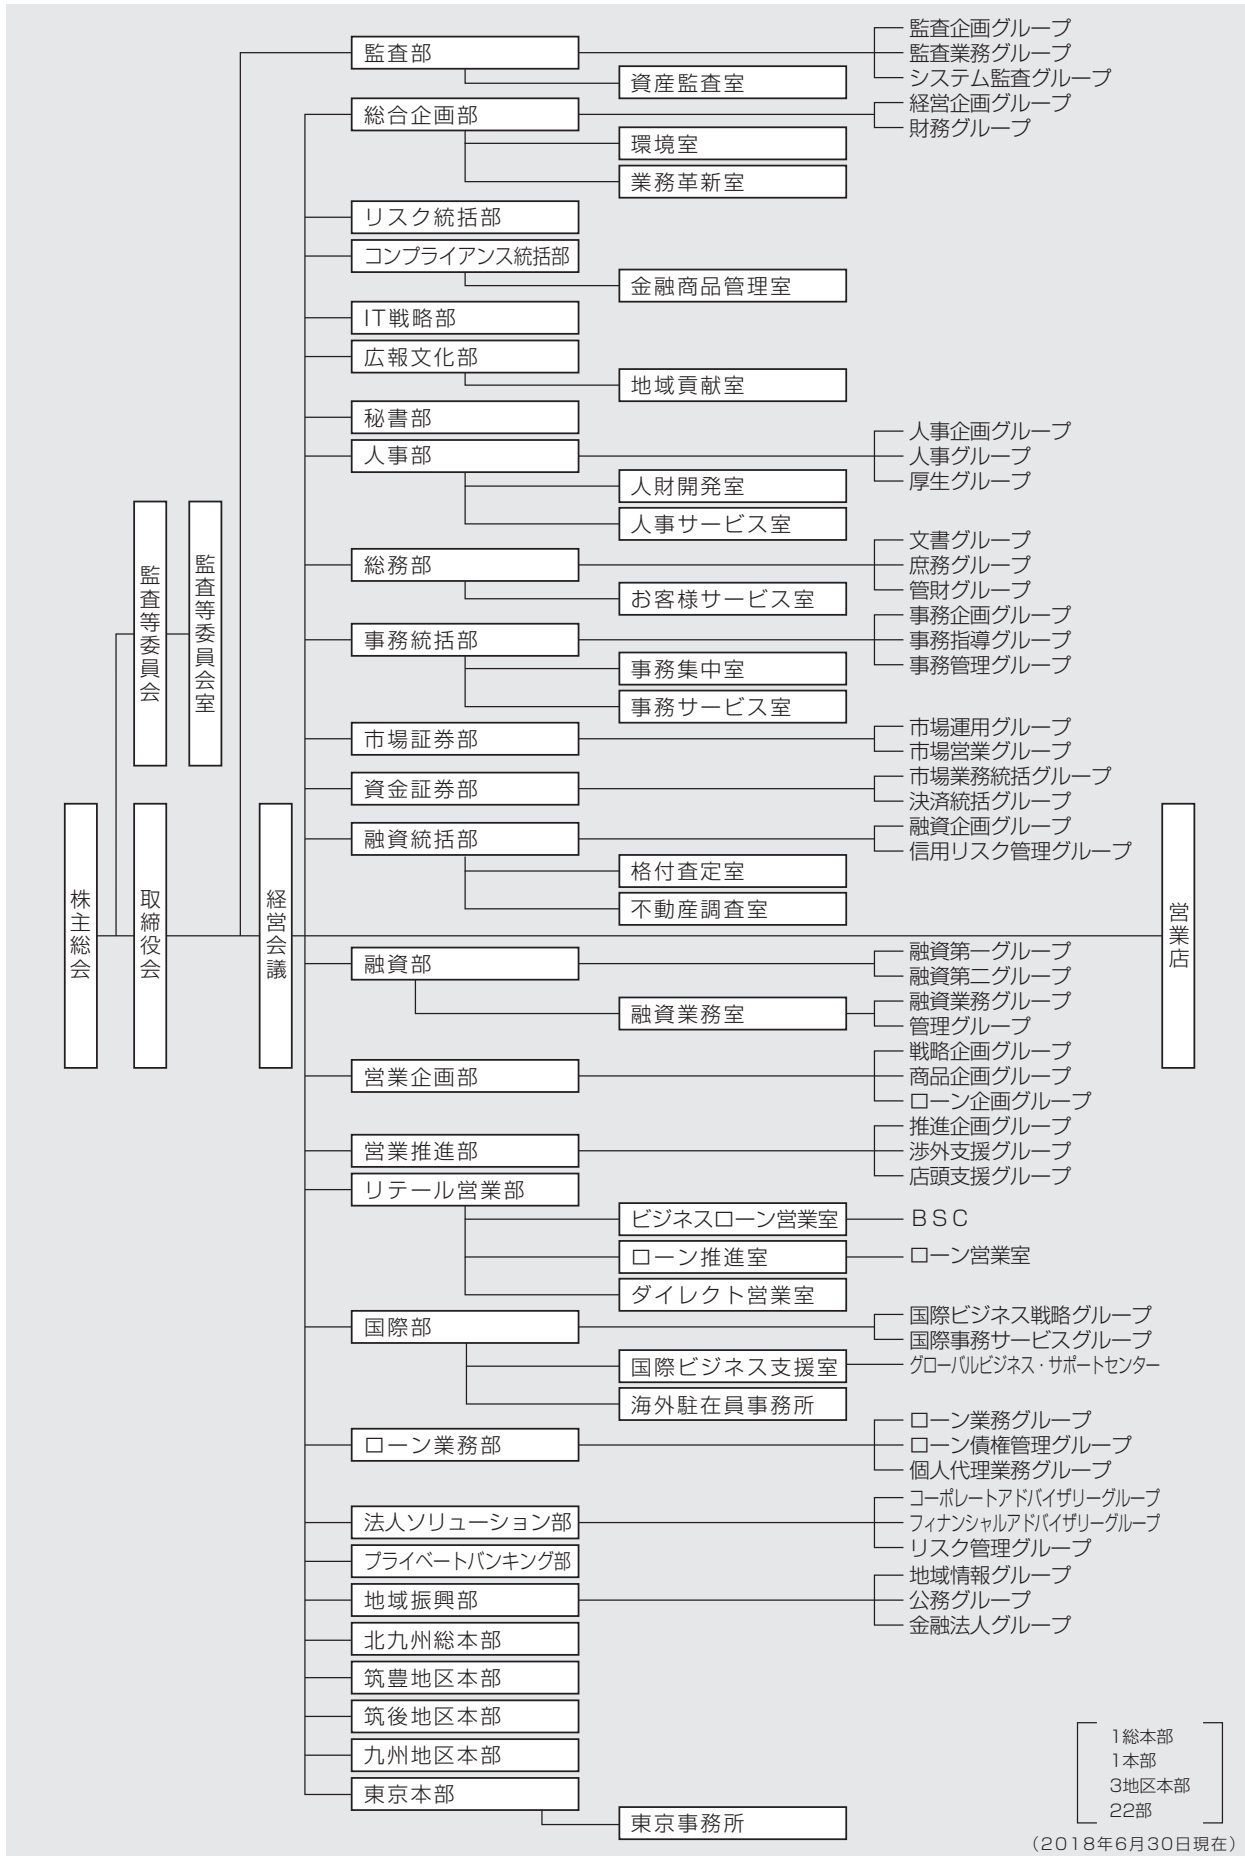 株主総会
監査等委員会
監査等委員会室
取締役会
経営会議
営業店
監査部
監査企画グループ
監査業務グループ
システム監査グループ
資産監査室
総合企画部
経営企画グループ
財務グループ
環境室
業務革新室
リスク統括部
コンプライアンス統括部
金融商品管理室
IT戦略部
広報文化部
地域貢献室
秘書部
人事部
人事企画グループ
人事グループ
厚生グループ
人財開発室
人事サービス室
総務部
文書グループ
庶務グループ
管財グループ
お客様サービス室
事務統括部
事務企画グループ
事務指導グループ
事務管理グループ
事務集中室
事務サービス室
市場証券部
市場運用グループ
市場営業グループ
資金証券部
市場業務統括グループ
決済統括グループ
融資統括部
融資企画グループ
信用リスク管理グループ
格付査定室
不動産調査室
融資部
融資第一グループ
融資第二グループ
融資業務室
融資業務グループ
管理グループ
営業企画部
戦略企画グループ
商品企画グループ
ローン企画グループ
営業推進部
推進企画グループ
渉外支援グループ
店頭支援グループ
リテール営業部
ビジネスローン営業室
BSC
ローン推進室
ローン営業室
ダイレクト営業室
国際部
国際ビジネス戦略グループ
国際事務サービスグループ
国際ビジネス支援室
グローバルビジネス・サポートセンター
海外駐在員事務所
ローン業務部
ローン業務グループ
ローン債権管理グループ
個人代理業務グループ
法人ソリューション部
コーポレートアドバイザリーグループ
フィナンシャルアドバイザリーグループ
リスク管理グループ
プライベートバンキング部
地域振興部
地域情報グループ
公務グループ
金融法人グループ
北九州総本部
筑豊地区本部
筑後地区本部
九州地区本部
東京本部
東京事務所
1総本部
1本部
3地区本部
22部
(2018年6月30日現在)